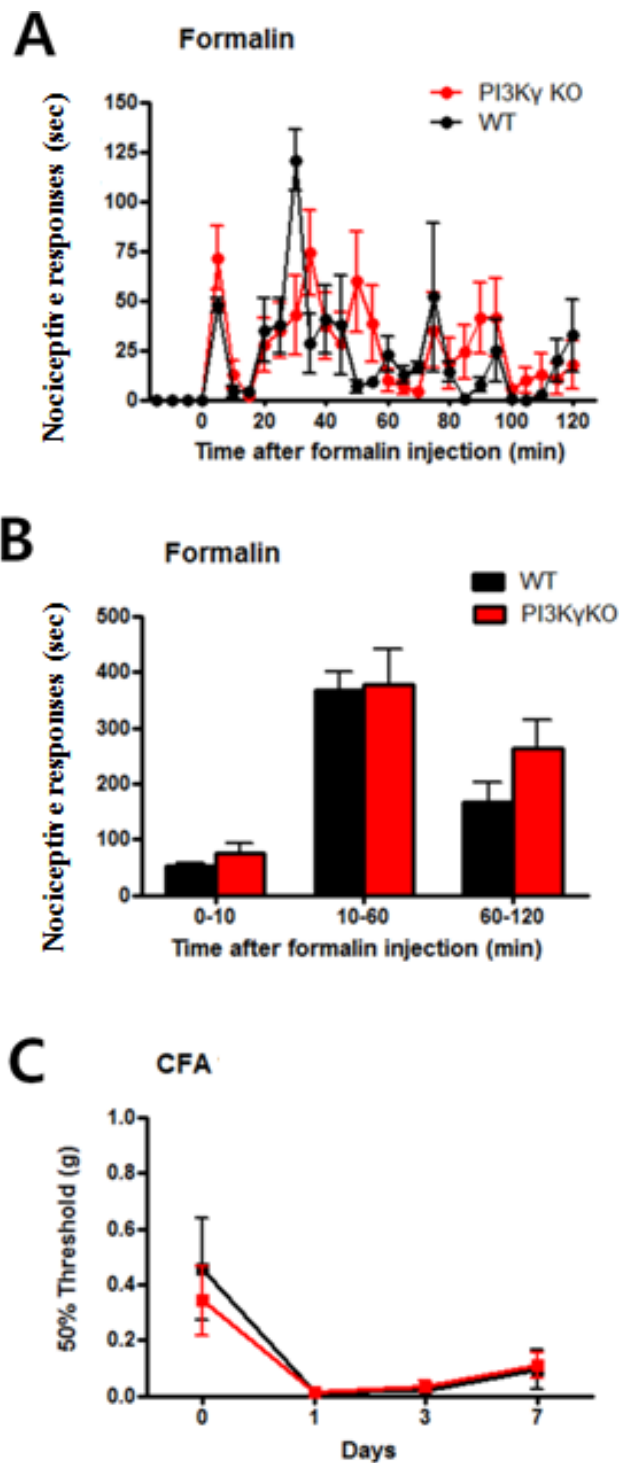 A
Formalin
Nociceptive responses (sec)
150
125
100
75
50
25
0
PI3Kγ KO
WT
0 20 40 60 80 100 120
Time after formalin injection (min)
B
Formalin
Nociceptive responses (sec)
WT
PI3KγKO
500
400
300
200
100
0
0-10 10-60 60-120
Time after formalin injection (min)
C
CFA
50% Threshold (g)
1.0
0.8
0.6
0.4
0.2
0.0
0 1 3 7
Days